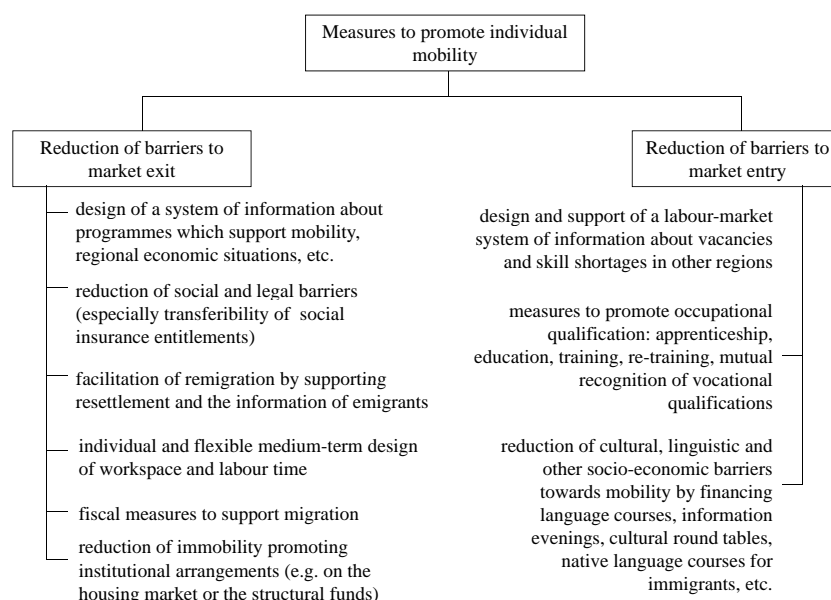 Measures to promote individual
mobility
Reduction of barriers to
market exit
design of a system of information about
programmes which support mobility,
regional economic situations, etc.
reduction of social and legal barriers
(especially transferibility of social
insurance entitlements)
facilitation of remigration by supporting
resettlement and the information of emigrants
individual and flexible medium-term design
of workspace and labour time
fiscal measures to support migration
reduction of immobility promoting
institutional arrangements (e.g. on the
housing market or the structural funds)
Reduction of barriers to
market entry
design and support of a labour-market
system of information about vacancies
and skill shortages in other regions
measures to promote occupational
qualification: apprenticeship,
education, training, re-training, mutual
recognition of vocational
qualifications
reduction of cultural, linguistic and
other socio-economic barriers
towards mobility by financing
language courses, information
evenings, cultural round tables,
native language courses for
immigrants, etc.